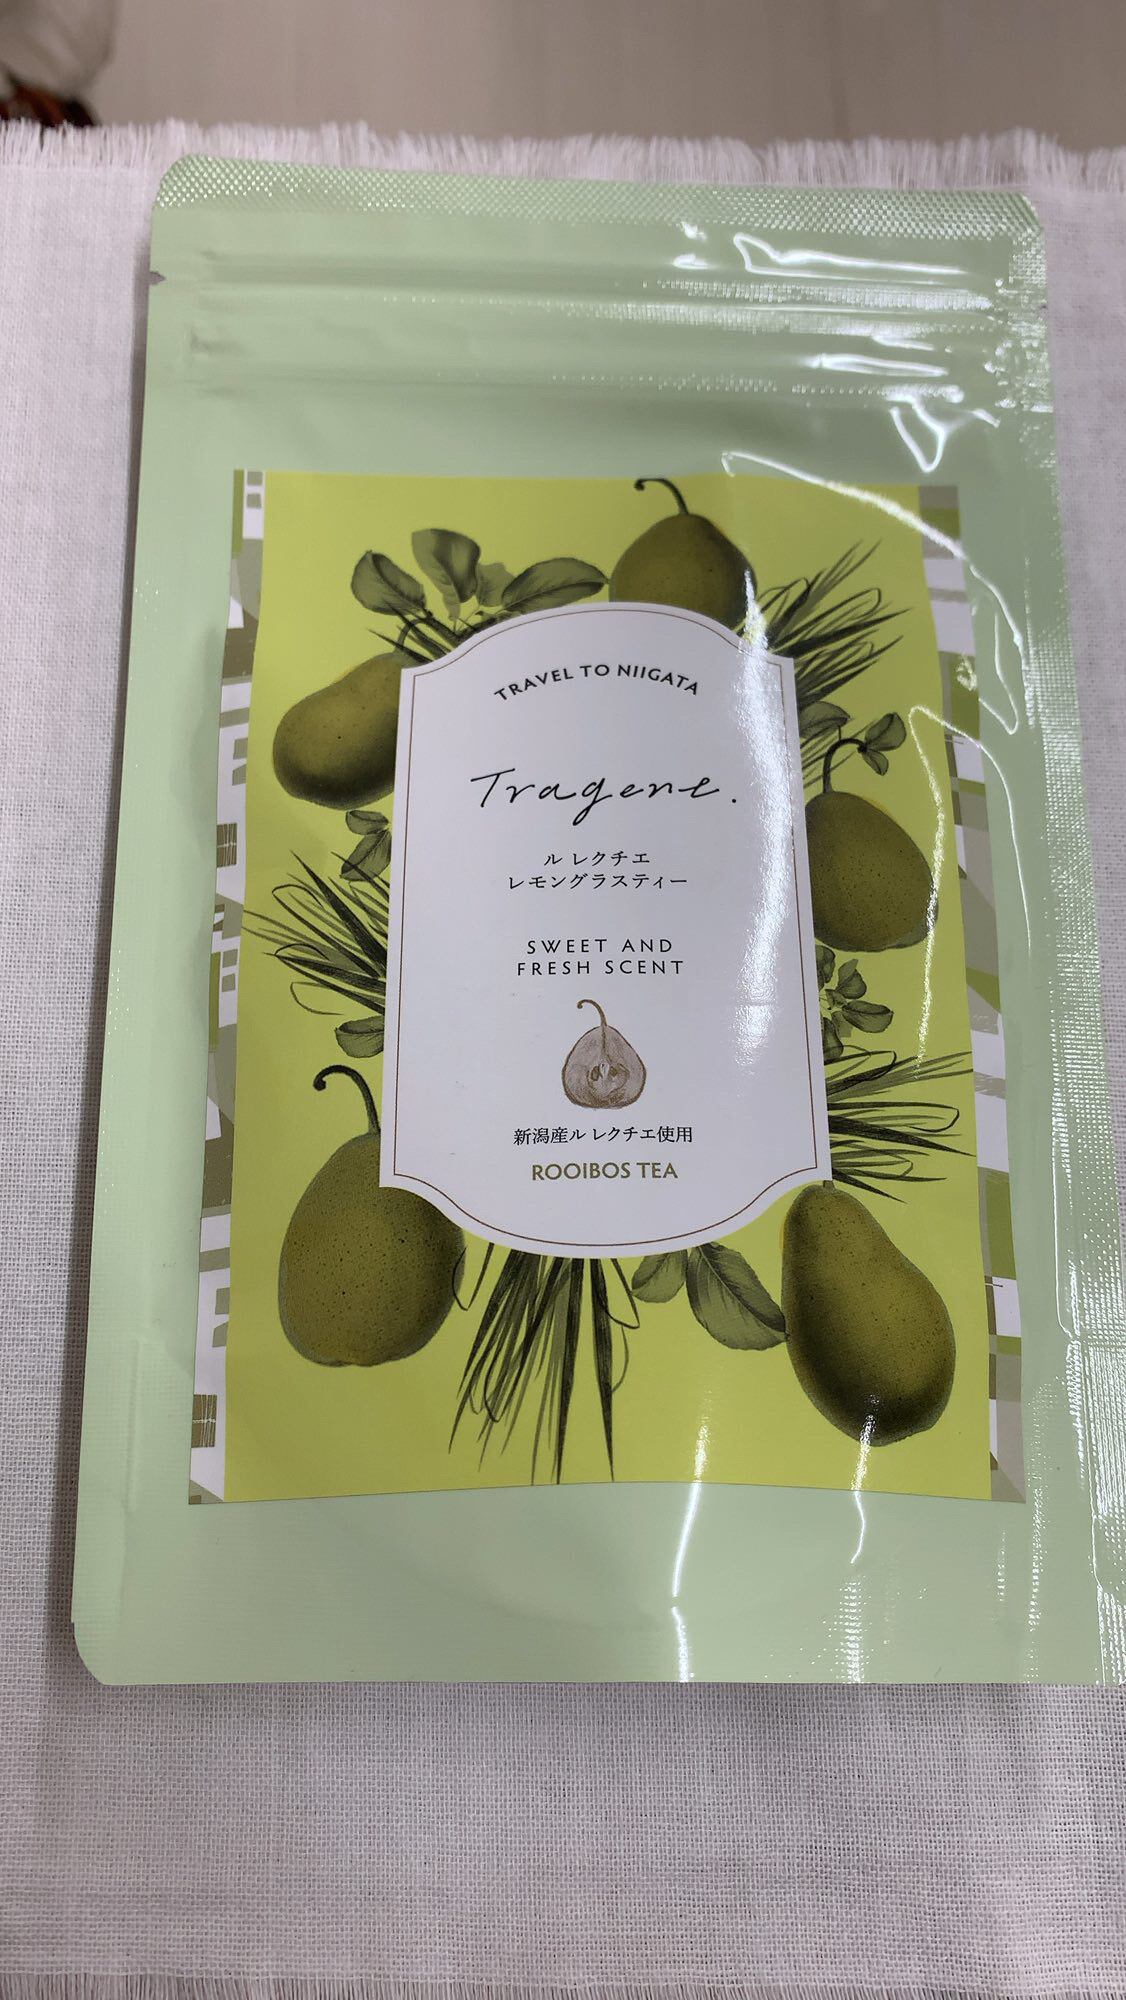 TRAVEL TO NIIGATA
Tragene.
ル レクチエ
レモングラスティー
SWEET AND
FRESH SCENT
新潟産ル レクチエ使用
ROOIBOS TEA